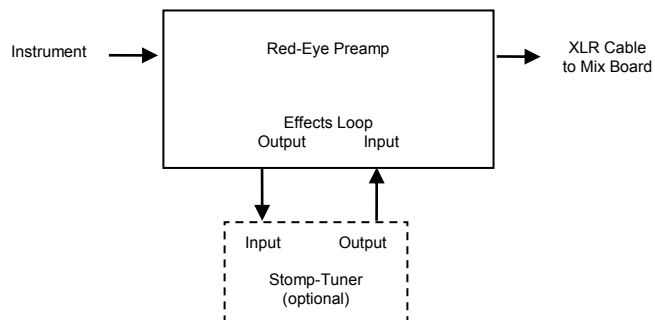 Instrument
Red-Eye Preamp
XLR Cable
to Mix Board
Effects Loop
Output Input
Input Output
Stomp-Tuner
(optional)